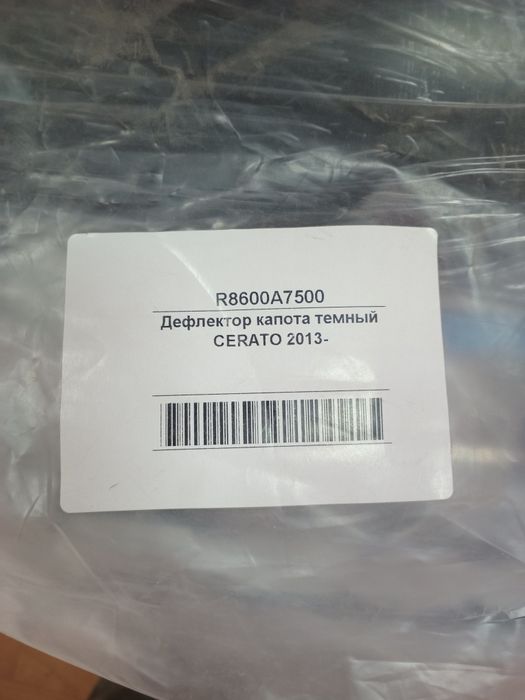 R8600A7500
Дефлектор капота темный
CERATO 2013-